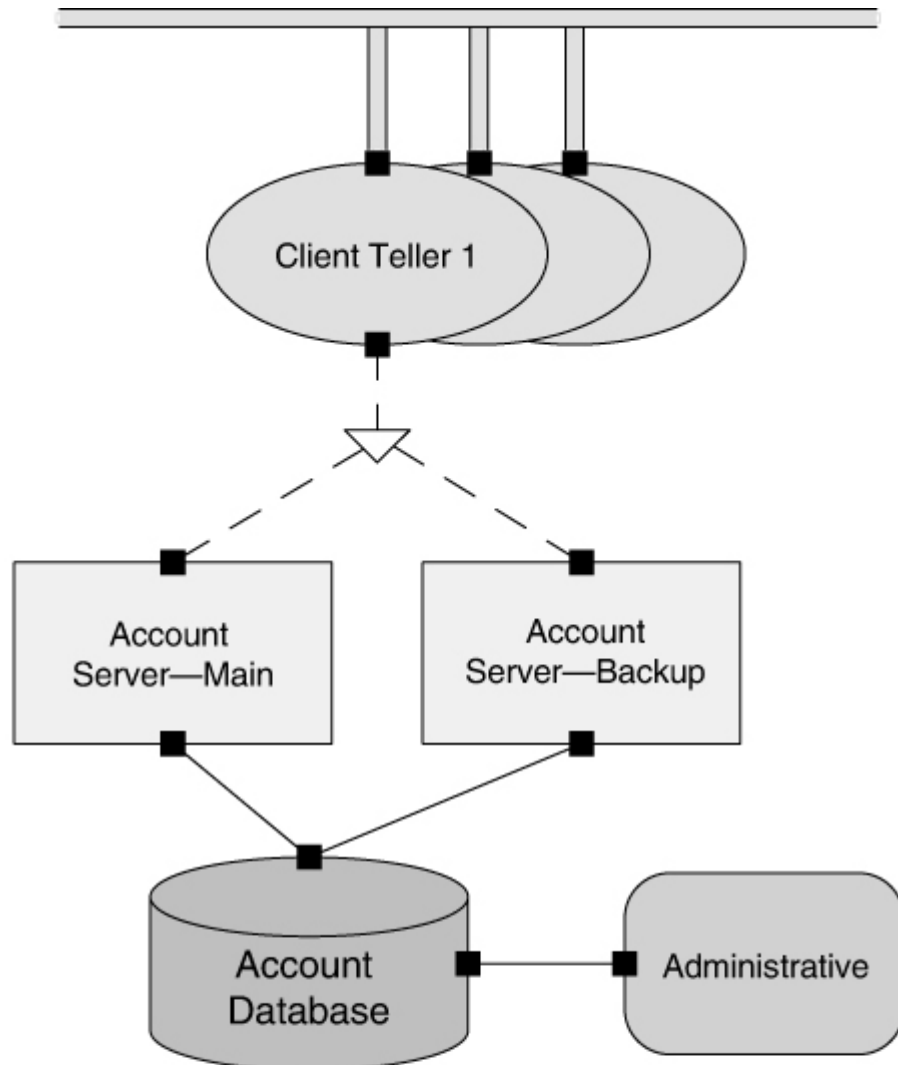 Client Teller 1
Account
Server—Main
Account
Server—Backup
Account
Database
Administrative